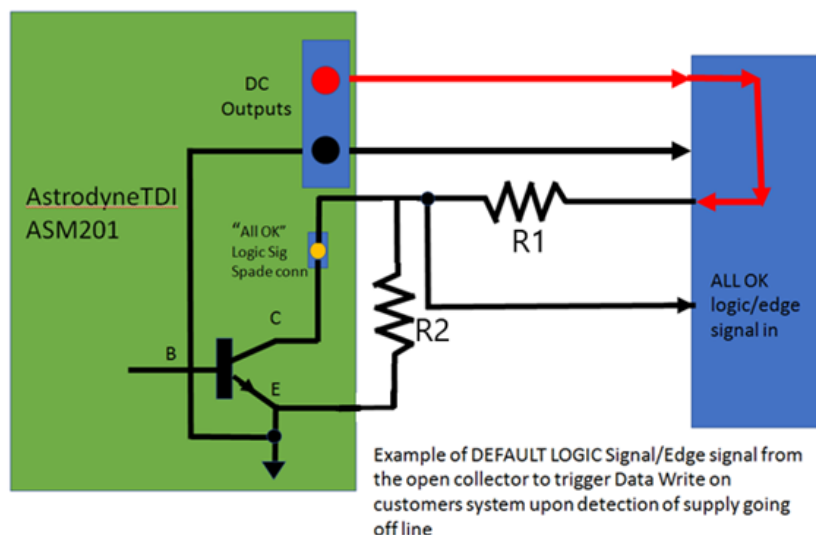 DC
Outputs
AstrodyneTDI
ASM201
“All OK”
Logic Sig
Spade conn
R1
R2
C
B
E
ALL OK
logic/edge
signal in
Example of DEFAULT LOGIC Signal/Edge signal from
the open collector to trigger Data Write on
customers system upon detection of supply going
off line